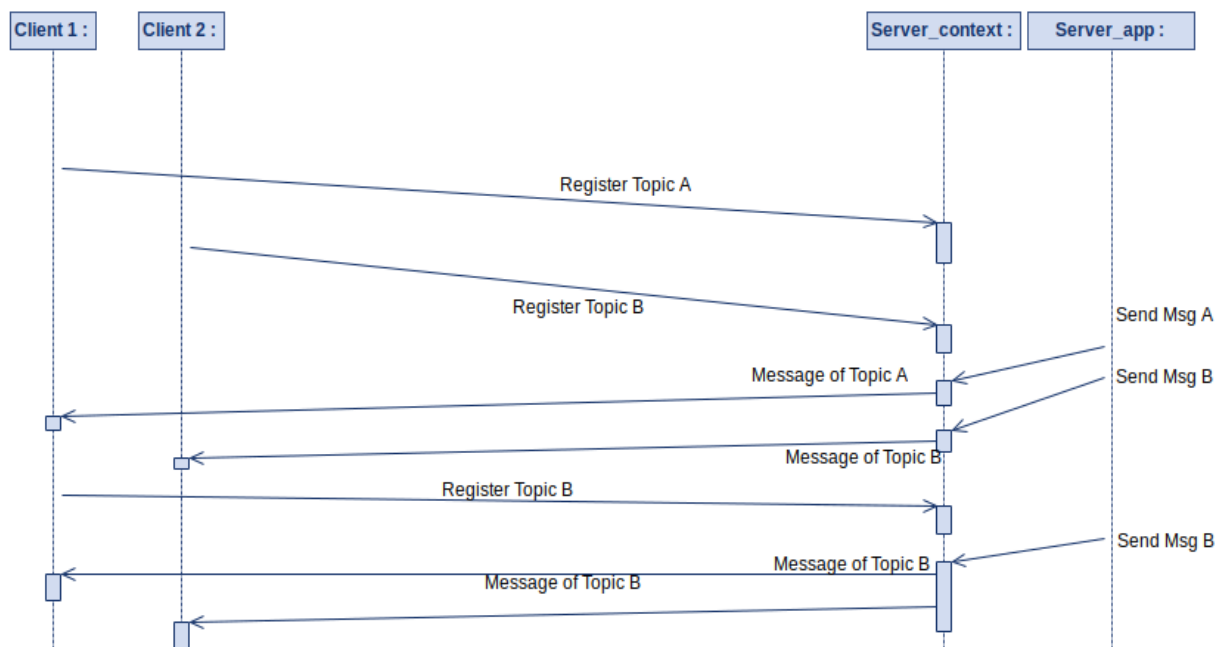 Client 1 :
Client 2 :
Server_context :
Server_app :
Register Topic A
Register Topic B
Send Msg A
Message of Topic A
Send Msg B
Message of Topic B
Register Topic B
Send Msg B
Message of Topic B
Message of Topic B